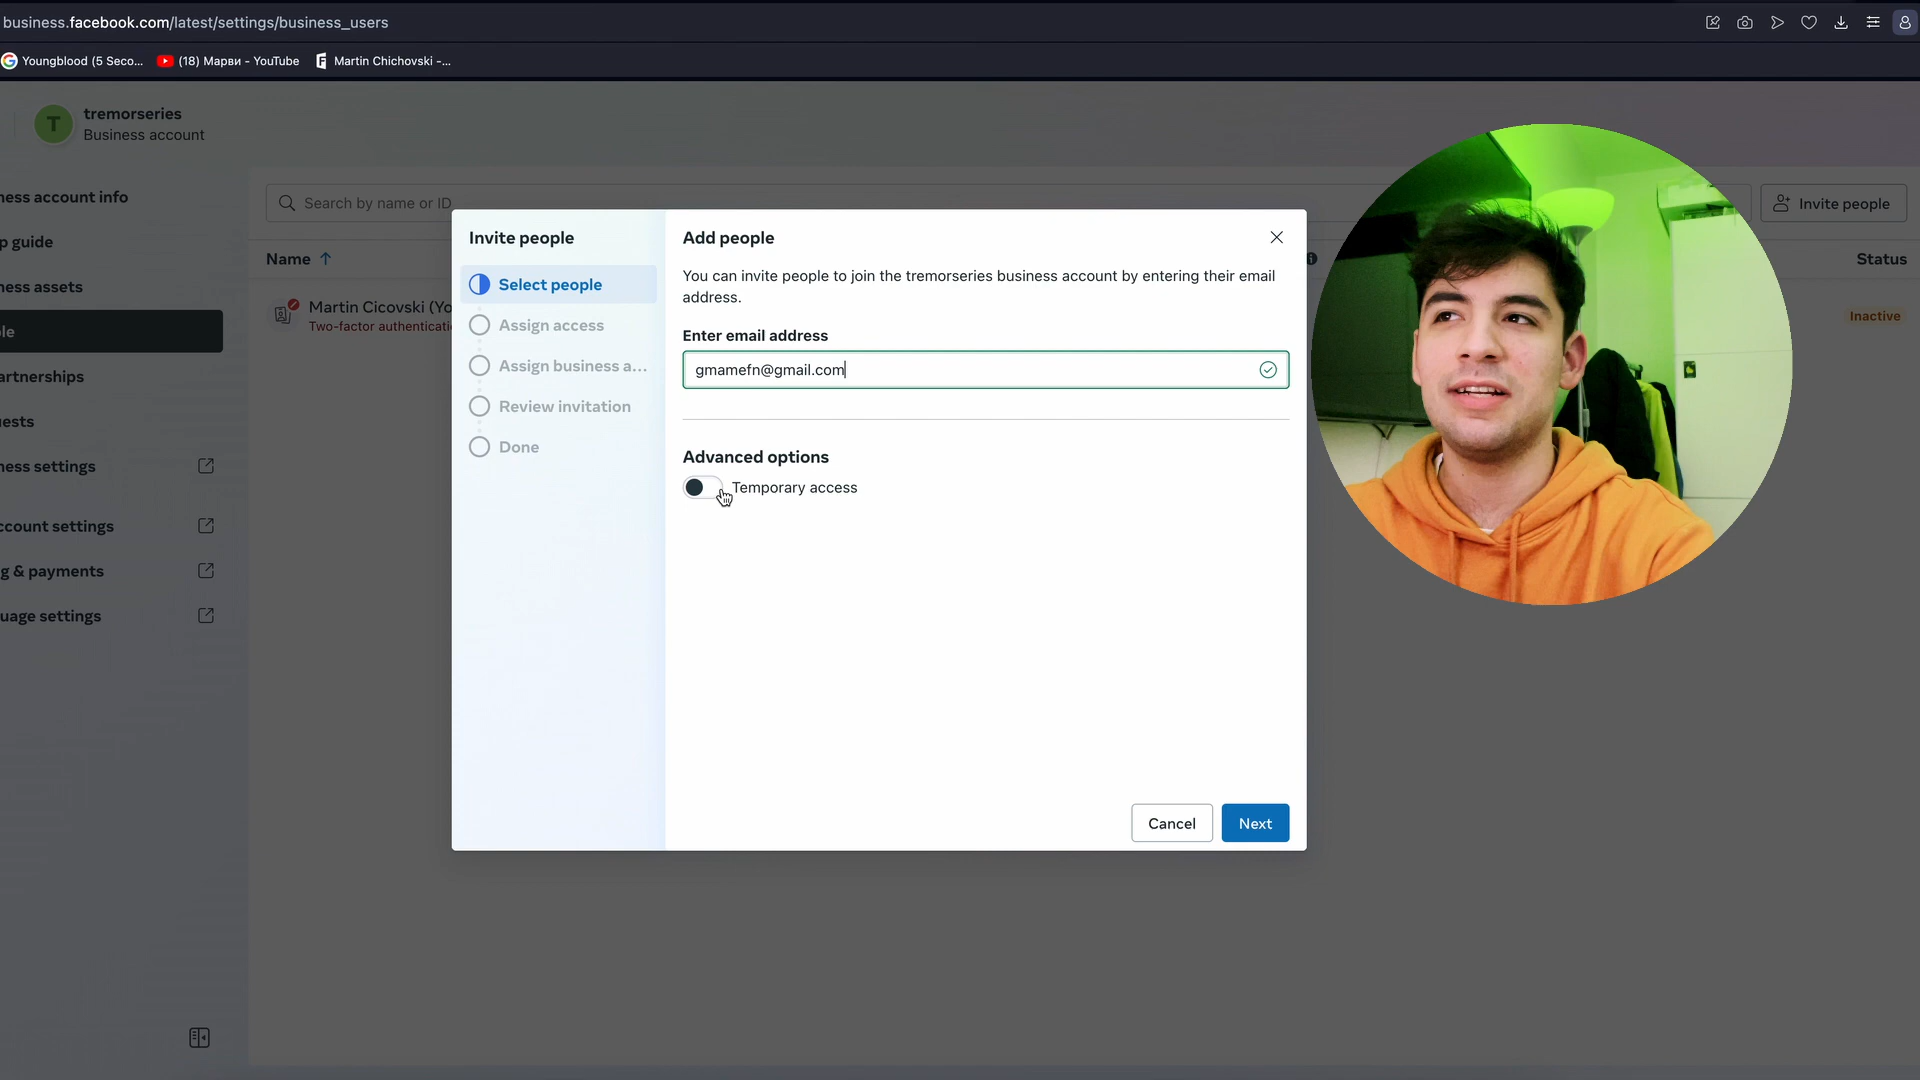 business.facebook.com/latest/settings/business_users
Youngblood (5 Seco...
(18) Марви - YouTube
Martin Chichovski -...
T
tremorseries
Business account
ness account info
p guide
ness assets
le
artnerships
ests
ness settings
ccount settings
g & payments
uage settings
Search by name or ID
Invite people
Name
Status
Martin Cicovski (Yo
Two-factor authenticati
Inactive
Invite people
Select people
Assign access
Assign business a...
Review invitation
Done
Add people
You can invite people to join the tremorseries business account by entering their email
address.
Enter email address
gmamefn@gmail.com
Advanced options
Temporary access
Cancel
Next